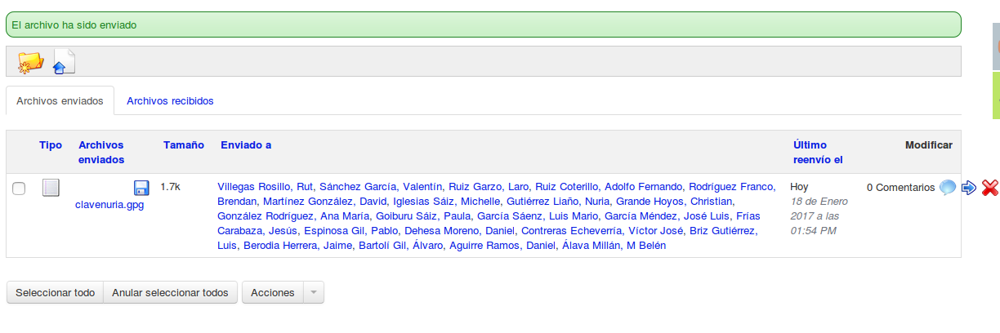 El archivo ha sido enviado
Archivos enviados
Archivos recibidos
Tipo
Archivos
enviados
Tamaño
Enviado a
Último
reenvío el
Modificar
clavenuria.gpg
1.7k
Villegas Rosillo, Rut, Sánchez García, Valentín, Ruiz Garzo, Laro, Ruiz Coterillo, Adolfo Fernando, Rodríguez Franco,
Brendan, Martínez González, David, Iglesias Sáiz, Michelle, Gutiérrez Liaño, Nuria, Grande Hoyos, Christian,
González Rodríguez, Ana María, Goiburu Sáiz, Paula, García Sáenz, Luis Mario, García Méndez, José Luis, Frías
Carabaza, Jesús, Espinosa Gil, Pablo, Dehesa Moreno, Daniel, Contreras Echeverría, Víctor José, Briz Gutiérrez,
Luis, Berodia Herrera, Jaime, Bartolí Gil, Álvaro, Aguirre Ramos, Daniel, Álava Millán, M Belén
Hoy
18 de Enero
2017 a las
01:54 PM
0 Comentarios
Seleccionar todo
Anular seleccionar todos
Acciones